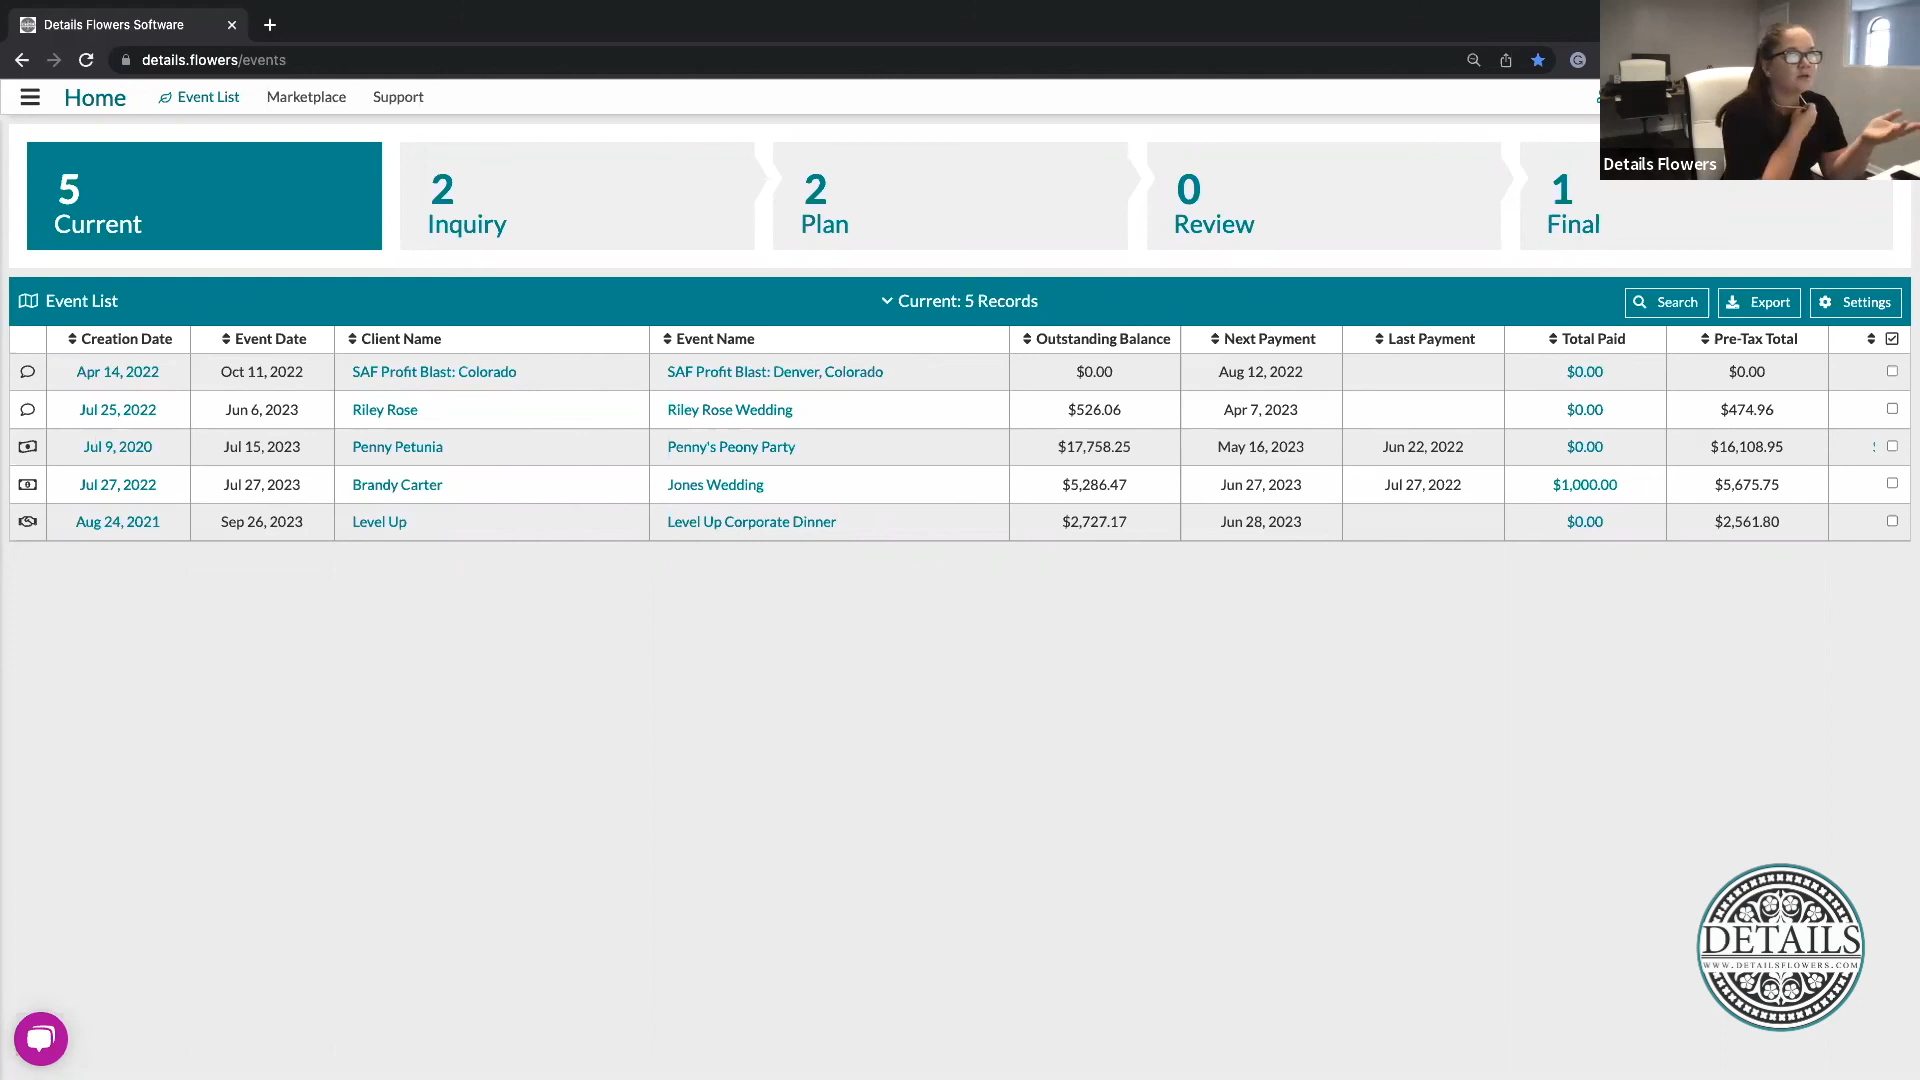 Details Flowers Software
details.flowers/events
Home Event List Marketplace Support
Details Flowers
5 Current
2 Inquiry
2 Plan
0 Review
1 Final
Event List Current: 5 Records Search Export Settings
Creation Date Event Date Client Name Event Name Outstanding Balance Next Payment Last Payment Total Paid Pre-Tax Total
Apr 14, 2022 Oct 11, 2022 SAF Profit Blast: Colorado SAF Profit Blast: Denver, Colorado $0.00 Aug 12, 2022 $0.00 $0.00
Jul 25, 2022 Jun 6, 2023 Riley Rose Riley Rose Wedding $526.06 Apr 7, 2023 $0.00 $474.96
Jul 9, 2020 Jul 15, 2023 Penny Petunia Penny's Peony Party $17,758.25 May 16, 2023 Jun 22, 2022 $0.00 $16,108.95
Jul 27, 2022 Jul 27, 2023 Brandy Carter Jones Wedding $5,286.47 Jun 27, 2023 Jul 27, 2022 $1,000.00 $5,675.75
Aug 24, 2021 Sep 26, 2023 Level Up Level Up Corporate Dinner $2,727.17 Jun 28, 2023 $0.00 $2,561.80
DETAILS
WWW.DETAILSFLOWERS.COM